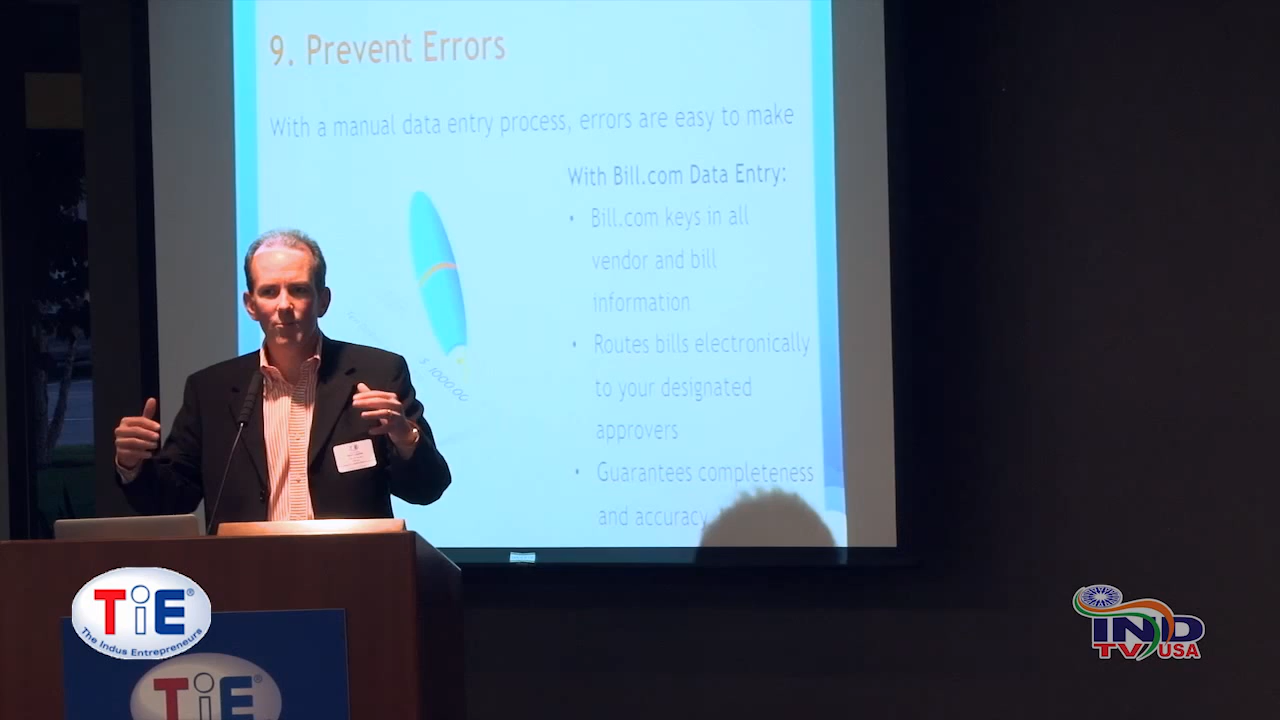 9. Prevent Errors
With a manual data entry process, errors are easy to make
With Bill.com Data Entry:
• Bill.com keys in all
vendor and bill
information
• Routes bills electronically
to your designated
approvers
• Guarantees completeness
and accuracy
$ 1000.00
TiE®
The Indus Entrepreneurs
TiE®
IND
TV USA